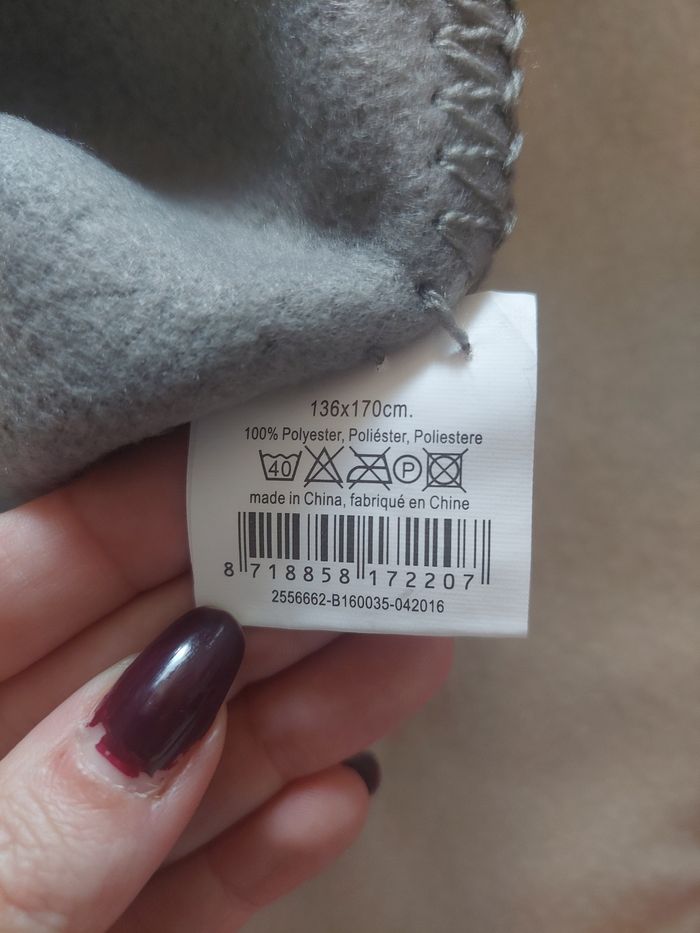 136x170cm.
100% Polyester, Poliéster, Poliestere
40 P
made in China, fabriqué en Chine
8 718858 172207
2556662-B160035-042016